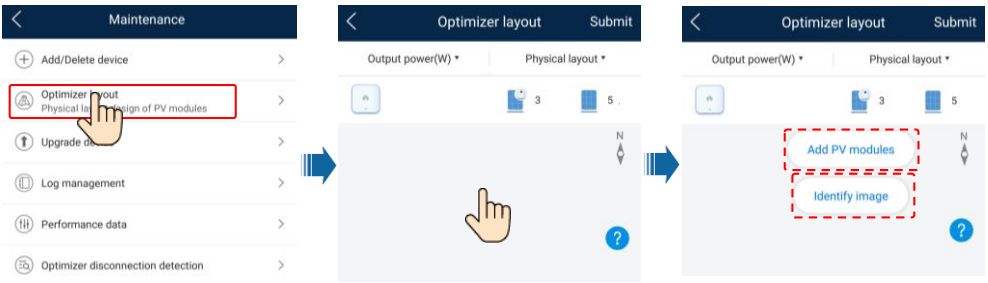 Maintenance
Add/Delete device
Optimizer layout
Physical layout design of PV modules
Upgrade device
Log management
Performance data
Optimizer disconnection detection
Optimizer layout Submit
Output power(W) Physical layout
3 5
N
?
Optimizer layout Submit
Output power(W) Physical layout
3 5
Add PV modules
N
Identify image
?